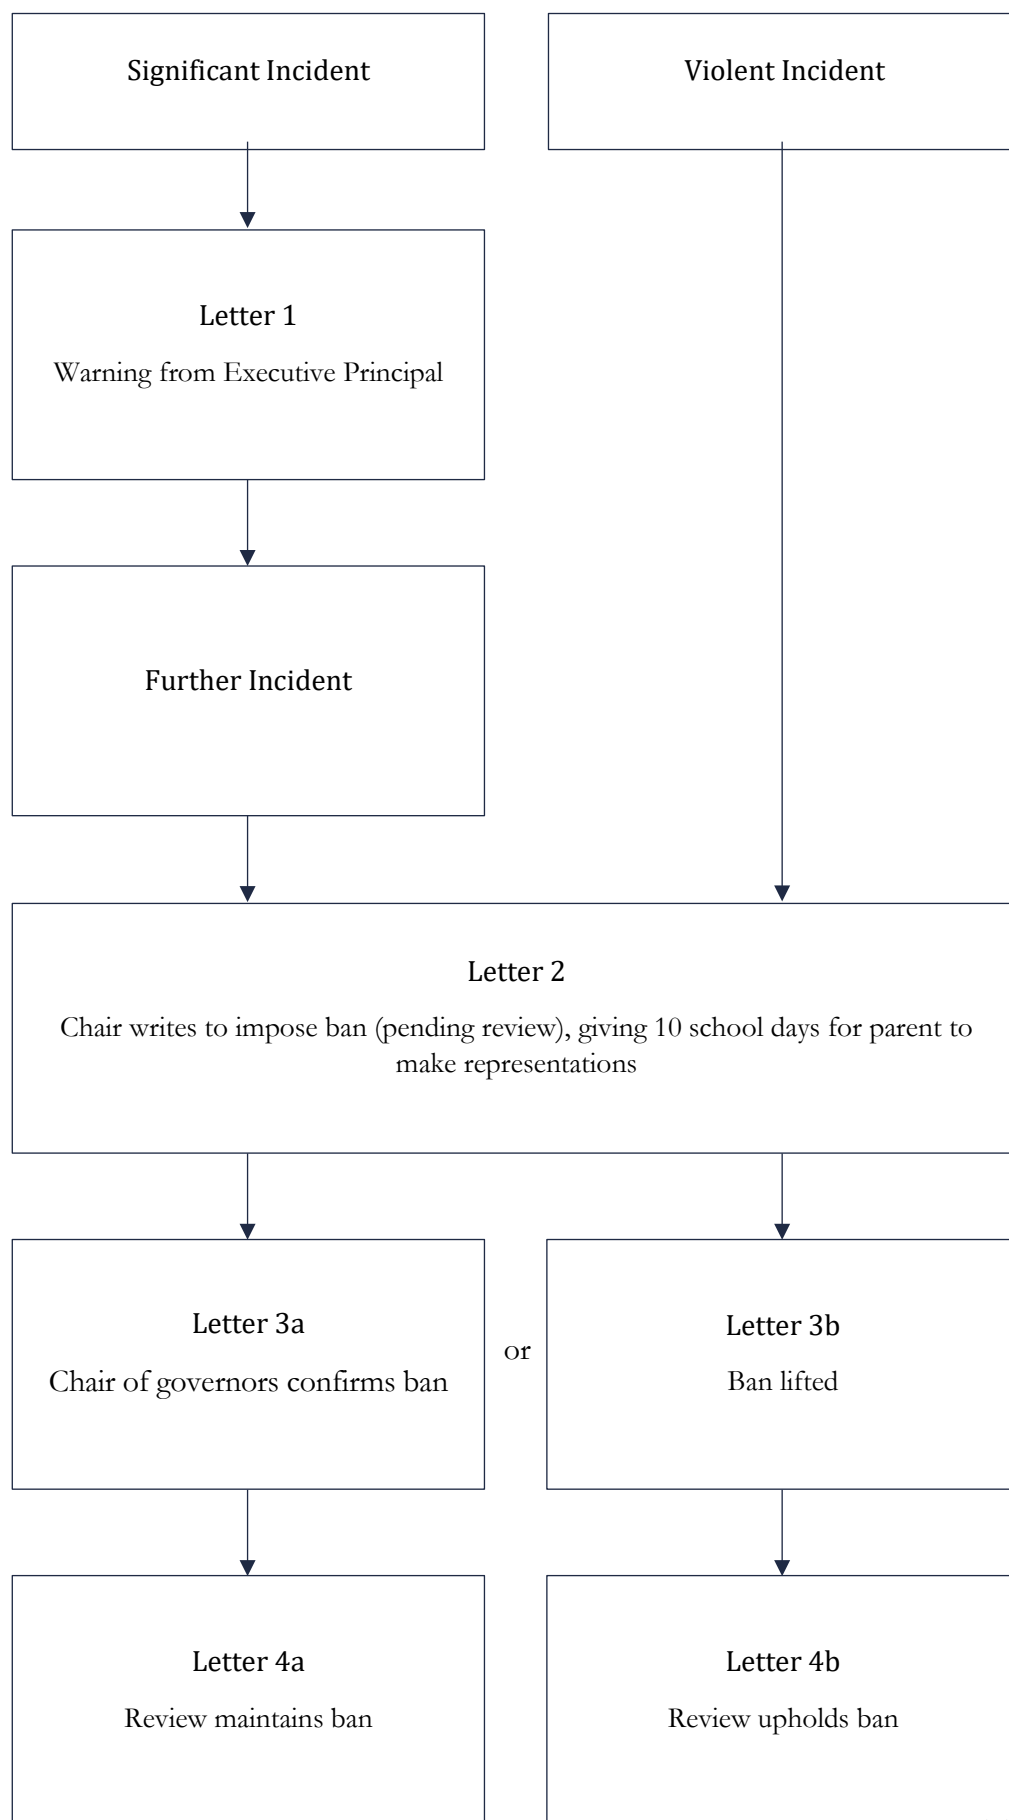 Significant Incident
Violent Incident
Letter 1
Warning from Executive Principal
Further Incident
Letter 2
Chair writes to impose ban (pending review), giving 10 school days for parent to
make representations
Letter 3a
Chair of governors confirms ban
or
Letter 3b
Ban lifted
Letter 4a
Review maintains ban
Letter 4b
Review upholds ban